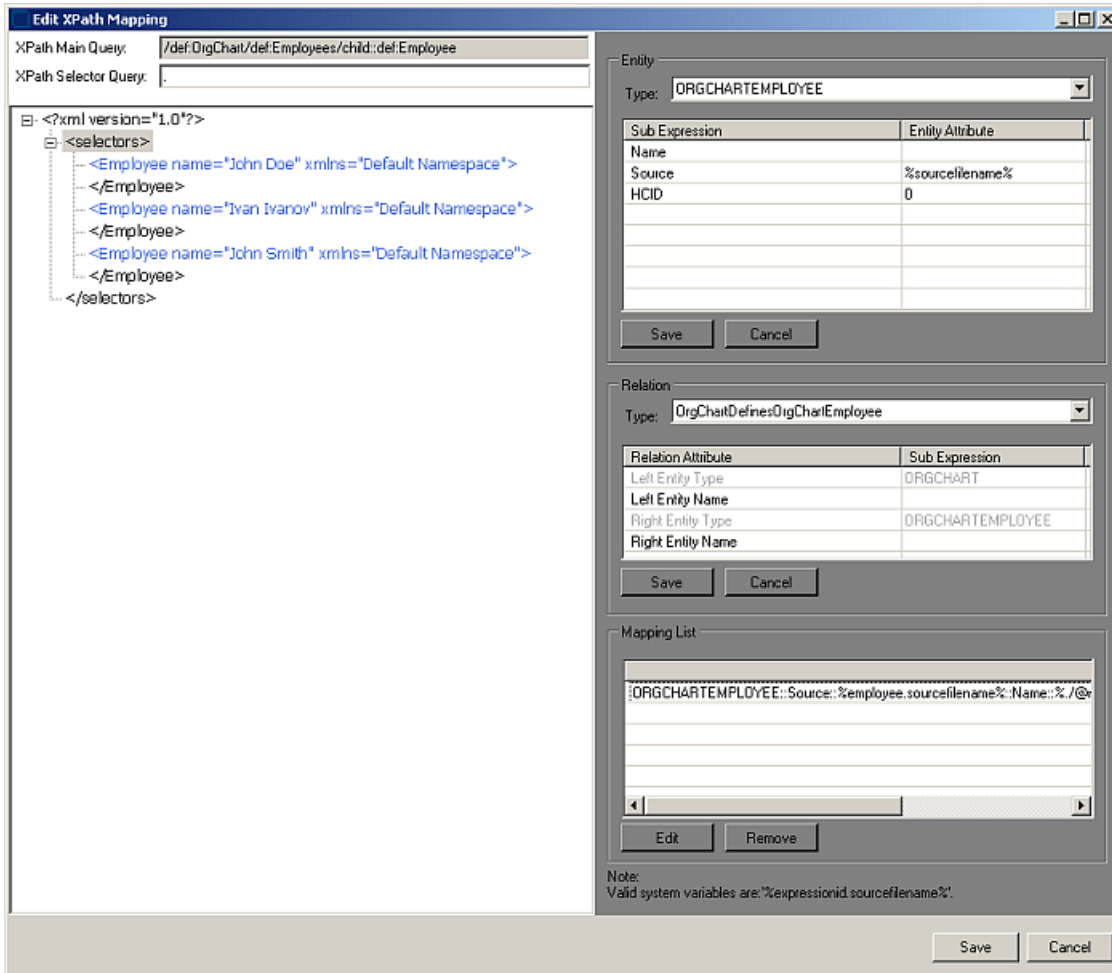 Edit XPath Mapping
XPath Main Query: /def:OrgChart/def:Employees/child::def:Employee
XPath Selector Query: .
<?xml version="1.0"?>
<selectors>
<Employee name="John Doe" xmlns="Default Namespace">
</Employee>
<Employee name="Ivan Ivanov" xmlns="Default Namespace">
</Employee>
<Employee name="John Smith" xmlns="Default Namespace">
</Employee>
</selectors>
Entity
Type: ORGCHARTEMPLOYEE
Sub Expression Entity Attribute
Name
Source %sourcefilename%
HCID 0
Save Cancel
Relation
Type: OrgChartDefinesOrgChartEmployee
Relation Attribute Sub Expression
Left Entity Type ORGCHART
Left Entity Name
Right Entity Type ORGCHARTEMPLOYEE
Right Entity Name
Save Cancel
Mapping List
ORGCHARTEMPLOYEE::Source::%employee.sourcefilename%::Name::%./@
Edit Remove
Note:
Valid system variables are:'%expressionid.sourcefilename%'.
Save Cancel